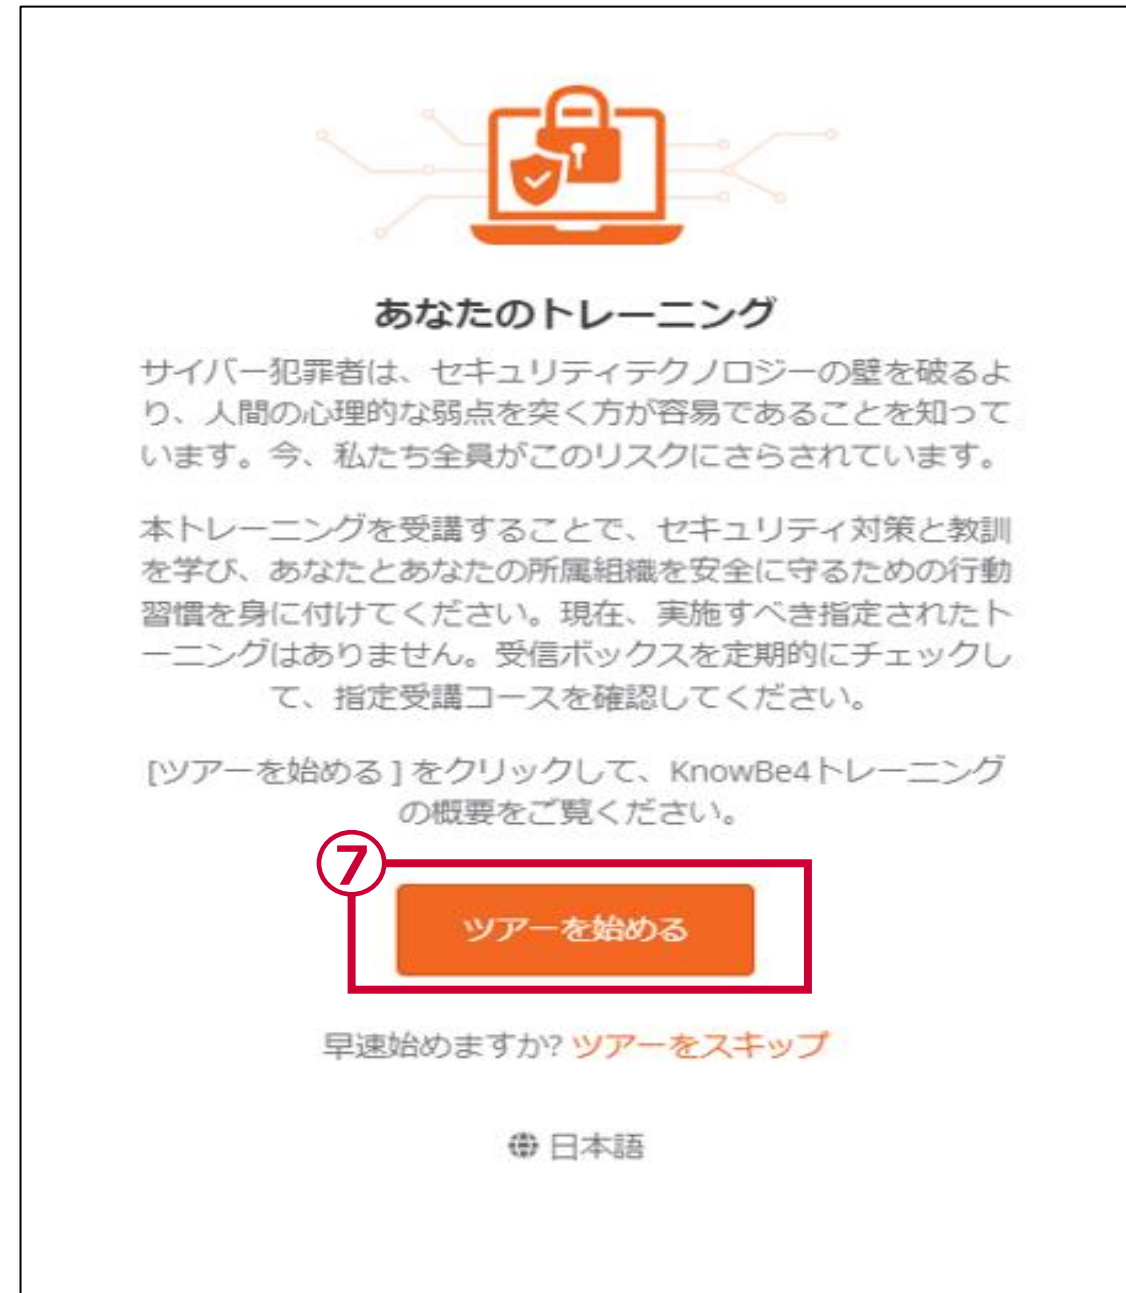 あなたのトレーニング
サイバー犯罪者は、セキュリティテクノロジーの壁を破るよ
り、人間の心理的な弱点を突く方が容易であることを知って
います。今、私たち全員がこのリスクにさらされています。
本トレーニングを受講することで、セキュリティ対策と教訓
を学び、あなたとあなたの所属組織を安全に守るための行動
習慣を身に付けてください。現在、実施すべき指定されたト
ーニングはありません。受信ボックスを定期的にチェックし
て、指定受講コースを確認してください。
[ツアーを始める ] をクリックして、KnowBe4トレーニング
の概要をご覧ください。
⑦
ツアーを始める
早速始めますか? ツアーをスキップ
日本語